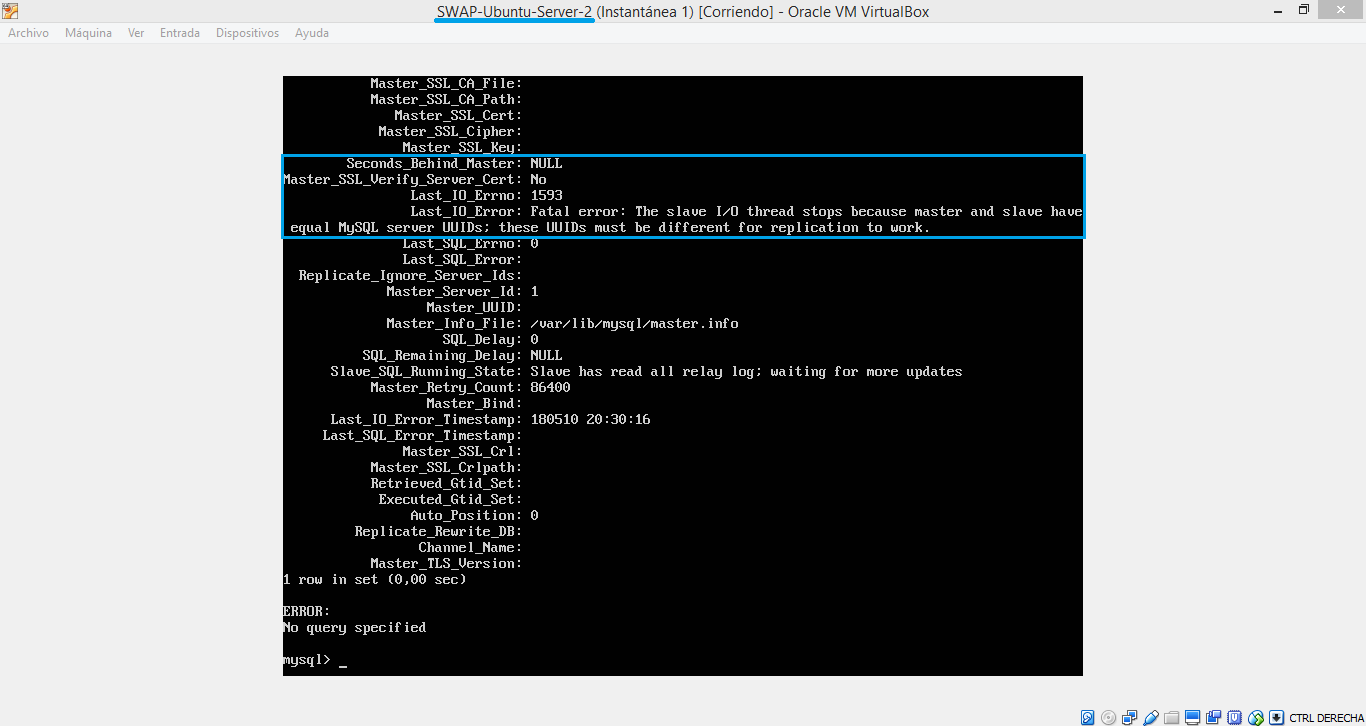 SWAP-Ubuntu-Server-2 (Instantánea 1) [Corriendo] - Oracle VM VirtualBox
Archivo Máquina Ver Entrada Dispositivos Ayuda
Master_SSL_CA_File:
Master_SSL_CA_Path:
Master_SSL_Cert:
Master_SSL_Cipher:
Master_SSL_Key:
Seconds_Behind_Master: NULL
Master_SSL_Verify_Server_Cert: No
Last_IO_Errno: 1593
Last_IO_Error: Fatal error: The slave I/O thread stops because master and slave have
equal MySQL server UUIDs; these UUIDs must be different for replication to work.
Last_SQL_Errno: 0
Last_SQL_Error:
Replicate_Ignore_Server_Ids:
Master_Server_Id: 1
Master_UUID:
Master_Info_File: /var/lib/mysql/master.info
SQL_Delay: 0
SQL_Remaining_Delay: NULL
Slave_SQL_Running_State: Slave has read all relay log; waiting for more updates
Master_Retry_Count: 86400
Master_Bind:
Last_IO_Error_Timestamp: 180510 20:30:16
Last_SQL_Error_Timestamp:
Master_SSL_Crl:
Master_SSL_Crlpath:
Retrieved_Gtid_Set:
Executed_Gtid_Set:
Auto_Position: 0
Replicate_Rewrite_DB:
Channel_Name:
Master_TLS_Version:
1 row in set (0,00 sec)
ERROR:
No query specified
mysql> _
CTRL DERECHA